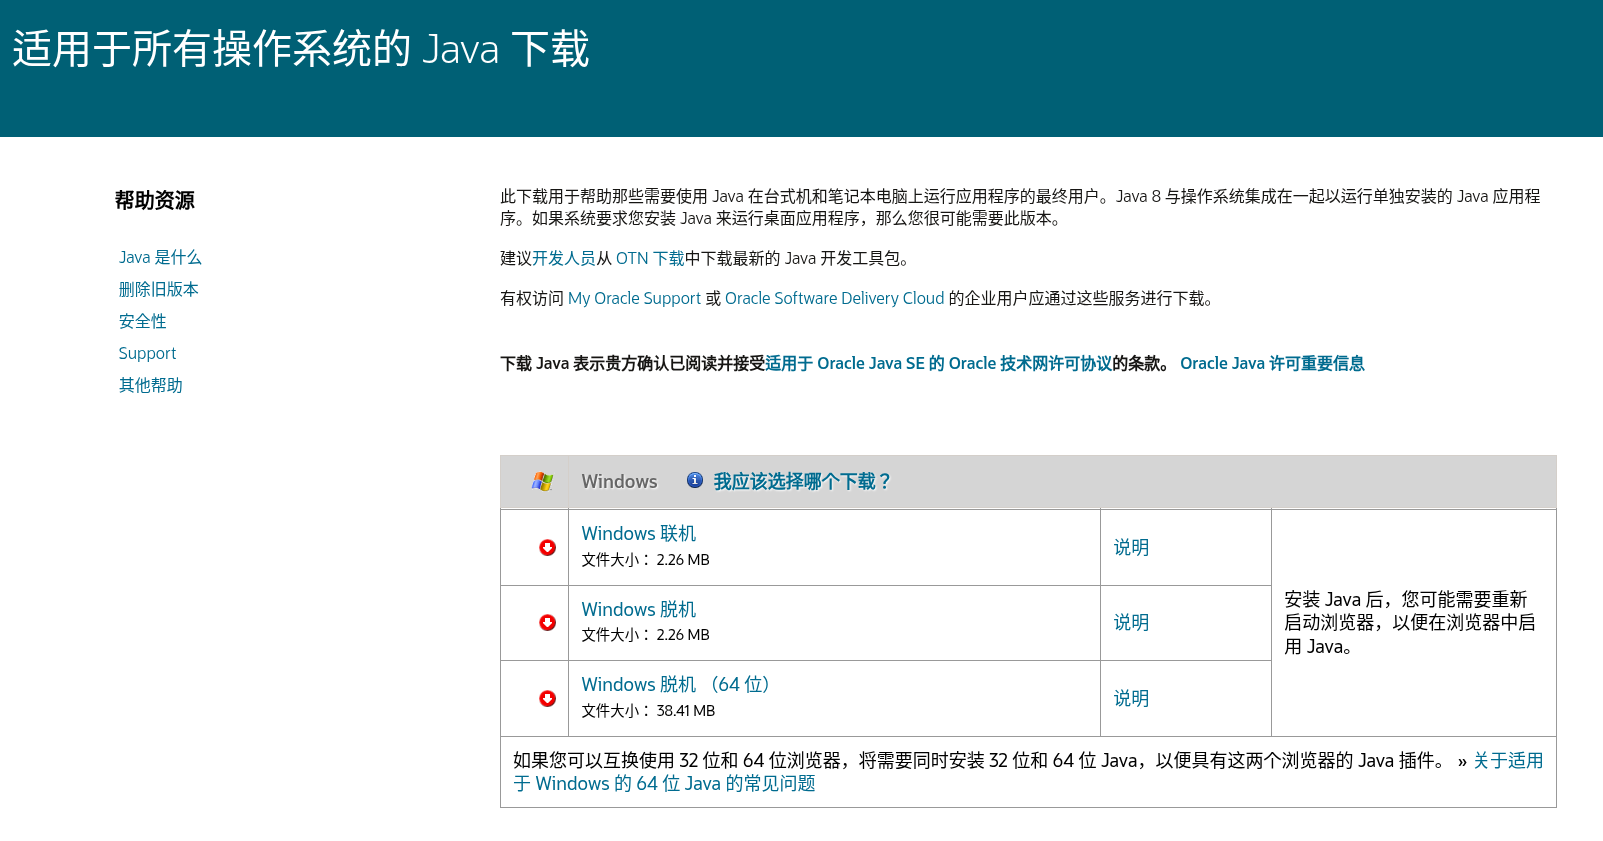 适用于所有操作系统的 Java 下载
帮助资源
Java 是什么
删除旧版本
安全性
Support
其他帮助
此下载用于帮助那些需要使用 Java 在台式机和笔记本电脑上运行应用程序的最终用户。Java 8 与操作系统集成在一起以运行单独安装的 Java 应用程
序。如果系统要求您安装 Java 来运行桌面应用程序，那么您很可能需要此版本。
建议开发人员从 OTN 下载中下载最新的 Java 开发工具包。
有权访问 My Oracle Support 或 Oracle Software Delivery Cloud 的企业用户应通过这些服务进行下载。
下载 Java 表示贵方确认已阅读并接受适用于 Oracle Java SE 的 Oracle 技术网许可协议的条款。 Oracle Java 许可重要信息
Windows 我应该选择哪个下载？
Windows 联机
文件大小： 2.26 MB
说明
Windows 脱机
文件大小： 2.26 MB
说明
Windows 脱机 （64 位）
文件大小： 38.41 MB
说明
安装 Java 后，您可能需要重新
启动浏览器，以便在浏览器中启
用 Java。
如果您可以互换使用 32 位和 64 位浏览器，将需要同时安装 32 位和 64 位 Java，以便具有这两个浏览器的 Java 插件。 » 关于适用
于 Windows 的 64 位 Java 的常见问题